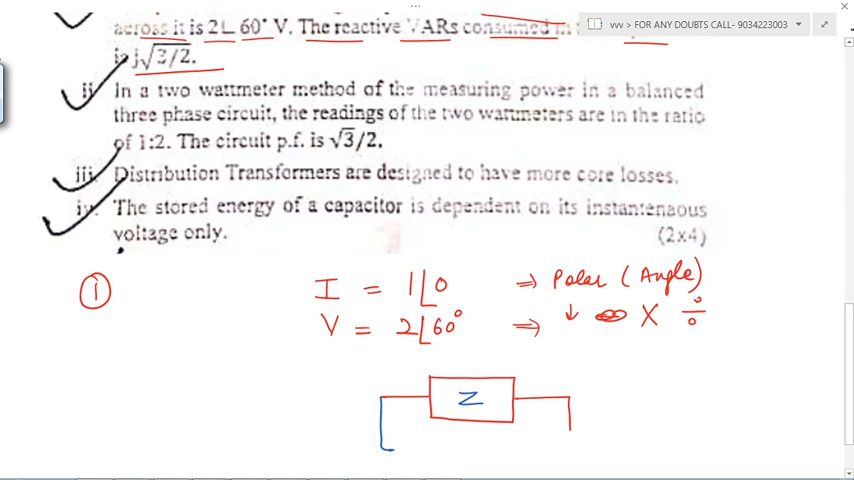 vvv > FOR ANY DOUBTS CALL- 9034223003
across it is 2∟ 60° V. The reactive VARs consumed in
is j√3/2.
ii. In a two wattmeter method of the measuring power in a balanced
three phase circuit, the readings of the two wattmeters are in the ratio
of 1:2. The circuit p.f. is √3/2.
iii. Distribution Transformers are designed to have more core losses.
iv. The stored energy of a capacitor is dependent on its instantenaous
voltage only. (2x4)
① I = 1∟0 ⇒ Polar (Angle)
V = 2∟60° ⇒ ↓ X ÷
Z